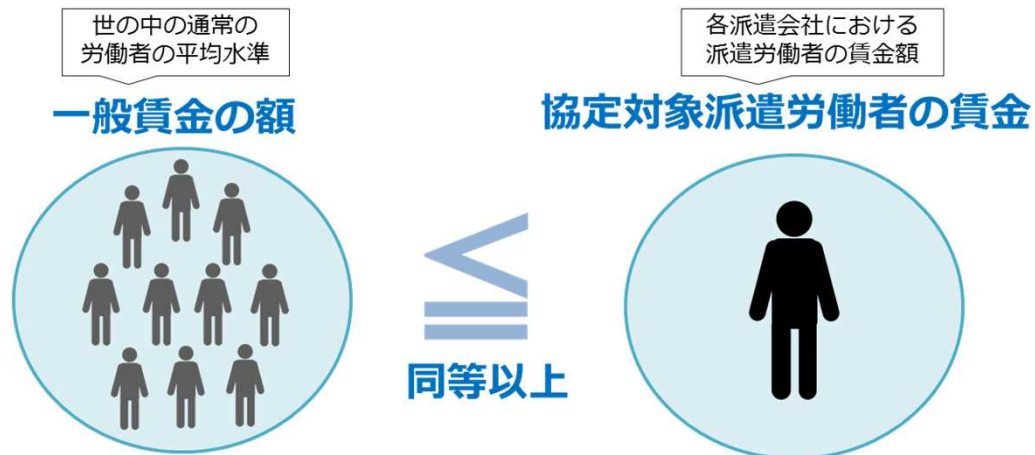 世の中の通常の
労働者の平均水準
一般賃金の額
各派遣会社における
派遣労働者の賃金額
協定対象派遣労働者の賃金
≦
同等以上